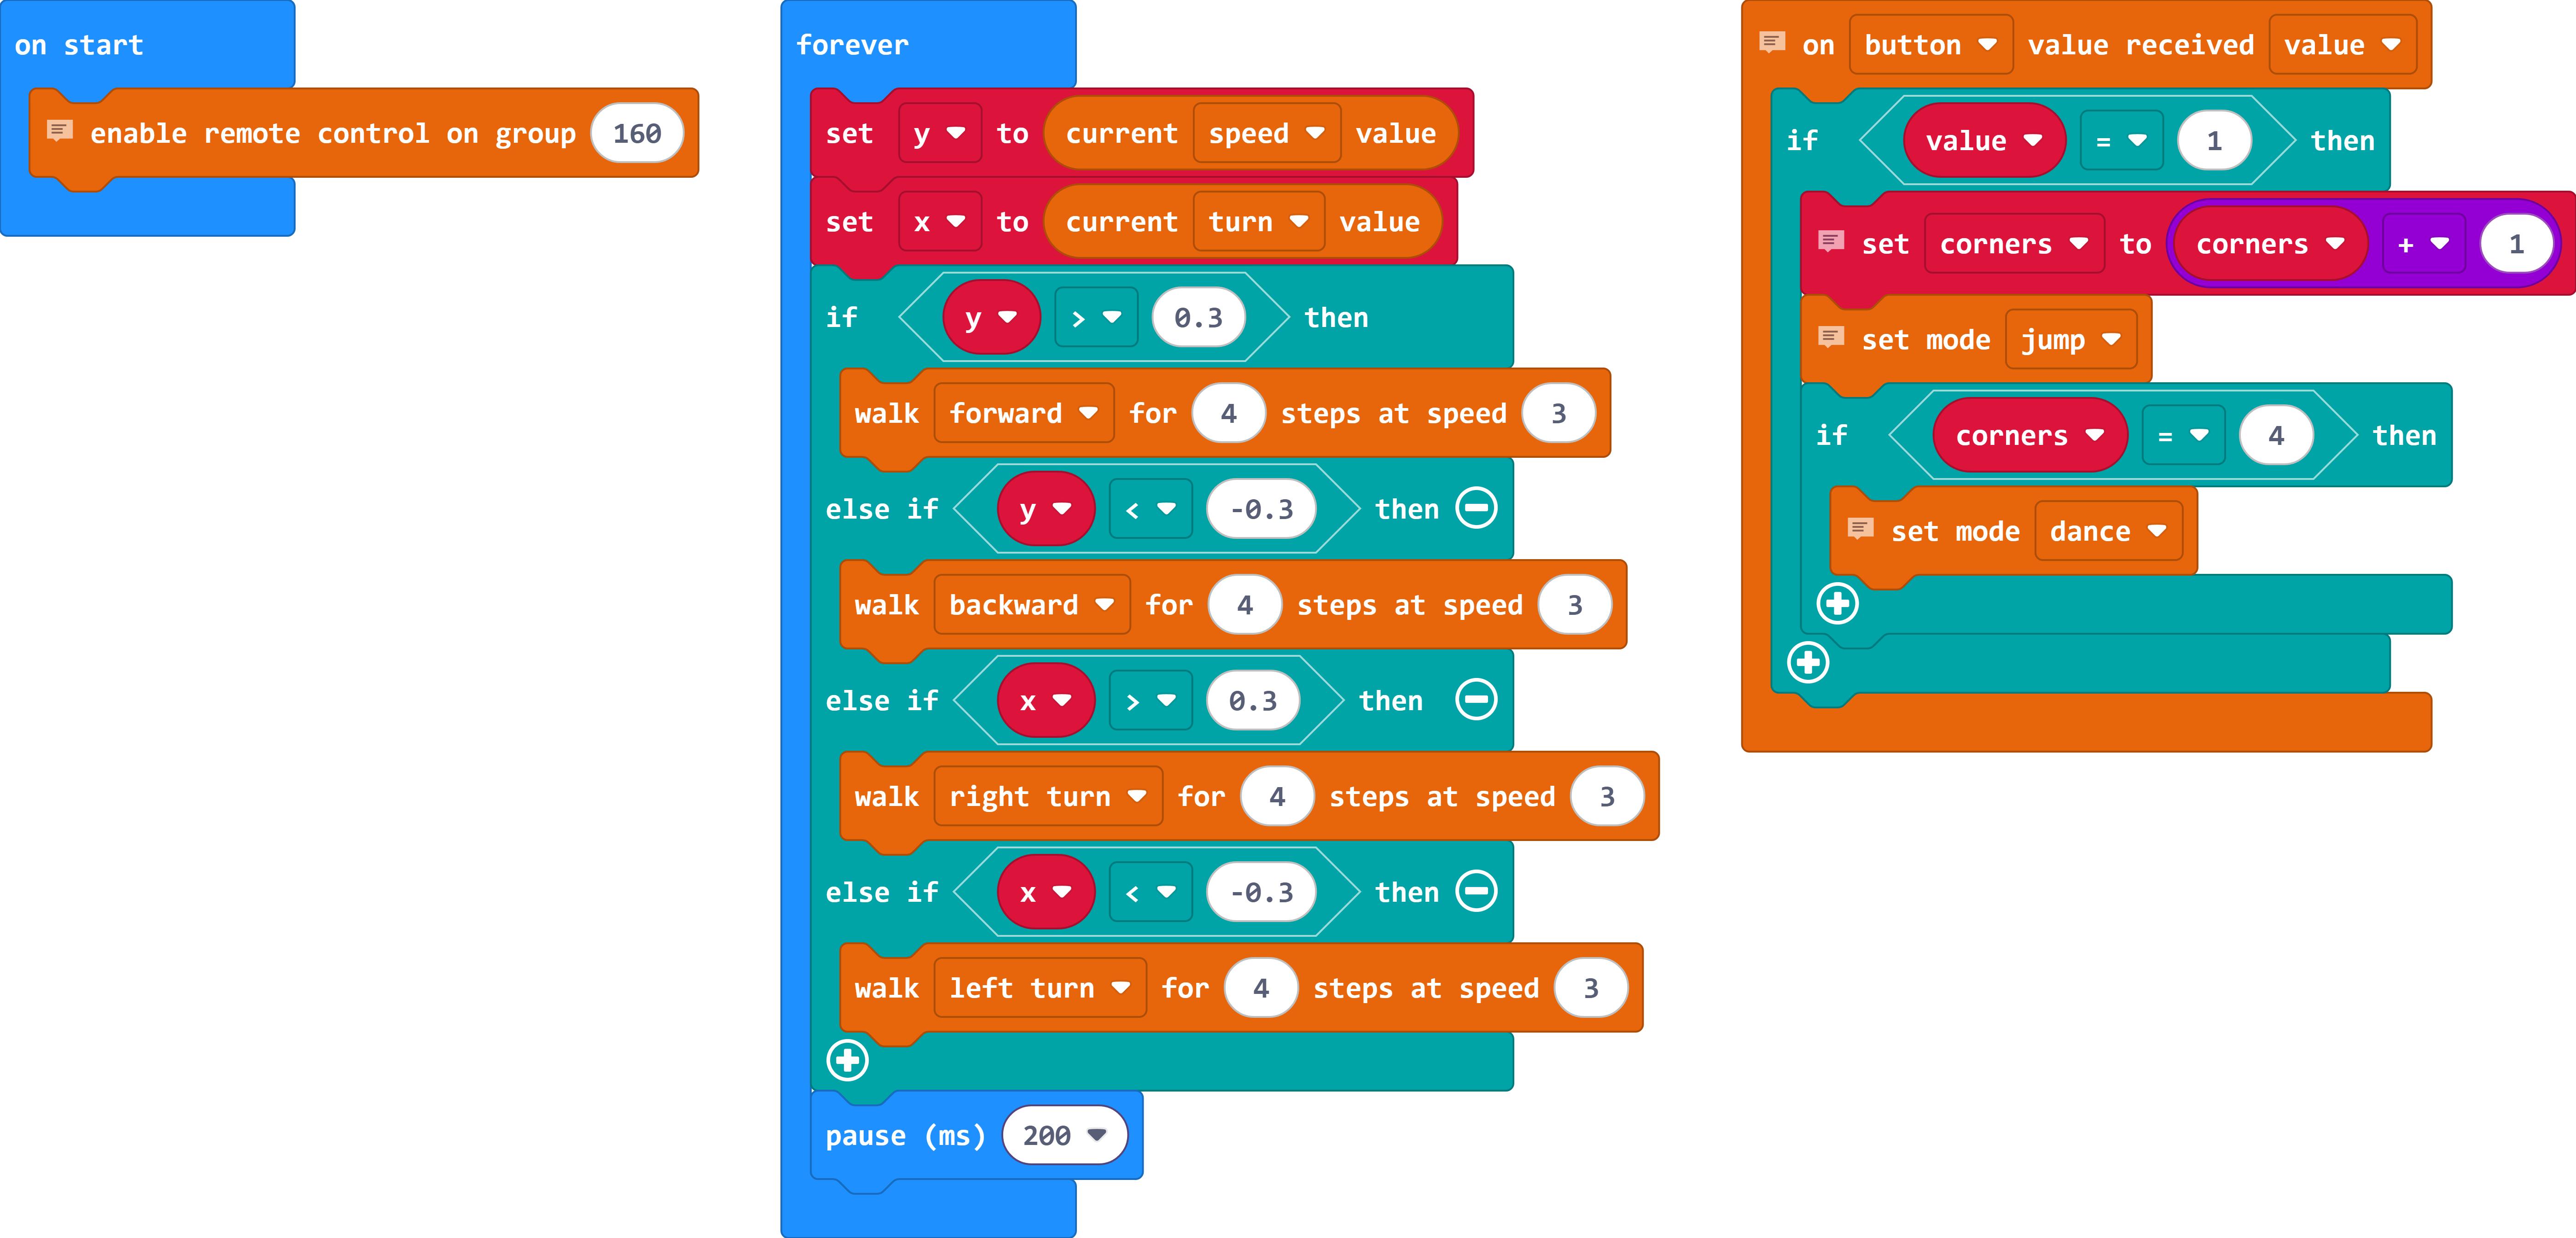 on start
enable remote control on group 160
forever
set y to current speed value
set x to current turn value
if y > 0.3 then
walk forward for 4 steps at speed 3
else if y < -0.3 then
walk backward for 4 steps at speed 3
else if x > 0.3 then
walk right turn for 4 steps at speed 3
else if x < -0.3 then
walk left turn for 4 steps at speed 3
pause (ms) 200
on button value received value
if value = 1 then
set corners to corners + 1
set mode jump
if corners = 4 then
set mode dance